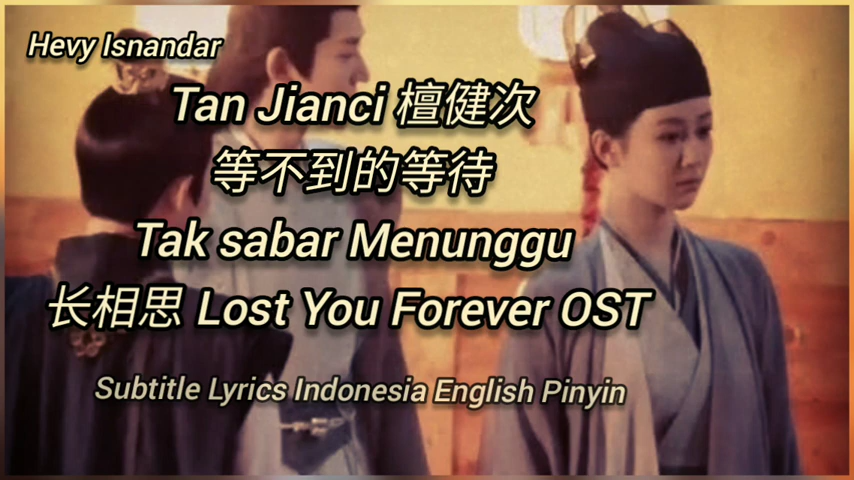 Hevy Isnandar
Tan Jianci 檀健次
等不到的等待
Tak sabar Menunggu
长相思 Lost You Forever OST
Subtitle Lyrics Indonesia English Pinyin